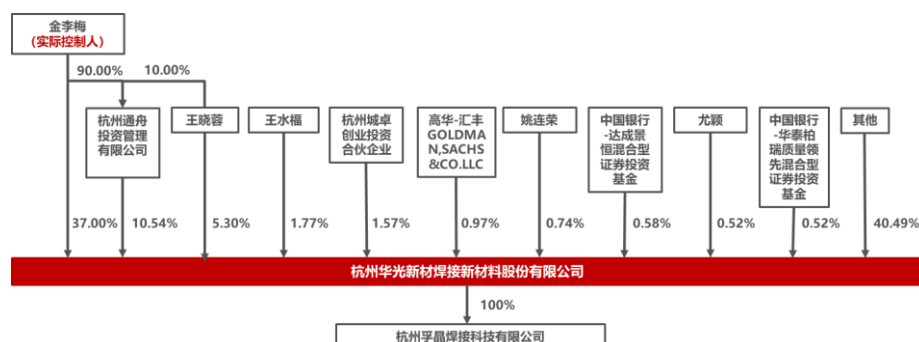 金李梅
（实际控制人）
90.00%
10.00%
杭州通舟
投资管理
有限公司
王晓蓉
王水福
杭州城卓
创业投资
合伙企业
高华-汇丰
GOLDMA
N,SACHS
&CO.LLC
姚连荣
中国银行
-达成景
恒混合型
证券投资
基金
尤颖
中国银行
-华泰柏
瑞质量领
先混合型
证券投资
基金
其他
37.00%
10.54%
5.30%
1.77%
1.57%
0.97%
0.74%
0.58%
0.52%
0.52%
40.49%
杭州华光新材焊接新材料股份有限公司
100%
杭州孚晶焊接科技有限公司